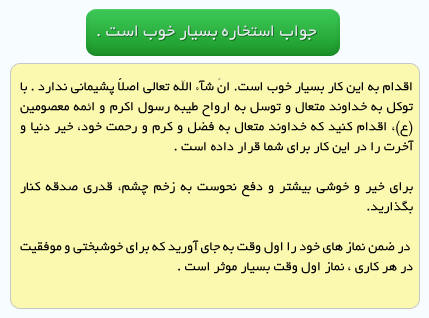 جواب استخاره بسیار خوب است .
اقدام به این کار بسیار خوب است. انْ شآء اللَه تعالی اصلاً پشیمانی ندارد . با
توکل به خداوند متعال و توسل به ارواح طیبه رسول اکرم و ائمه معصومین
(ع)، اقدام کنید که خداوند متعال به فضل و کرم و رحمت خود، خیر دنیا و
آخرت را در این کار برای شما قرار داده است .
برای خیر و خوشی بیشتر و دفع نحوست به زخم چشم، قدری صدقه کنار
بگذارید.
در ضمن نماز های خود را اول وقت به جای آورید که برای خوشبختی و موفقیت
در هر کاری ، نماز اول وقت بسیار موثر است .